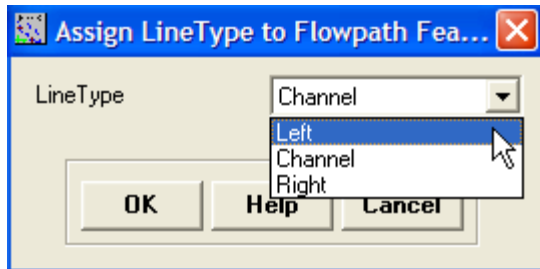 Assign LineType to Flowpath Fea...
LineType Channel
Left
Channel
Right
OK Help Cancel